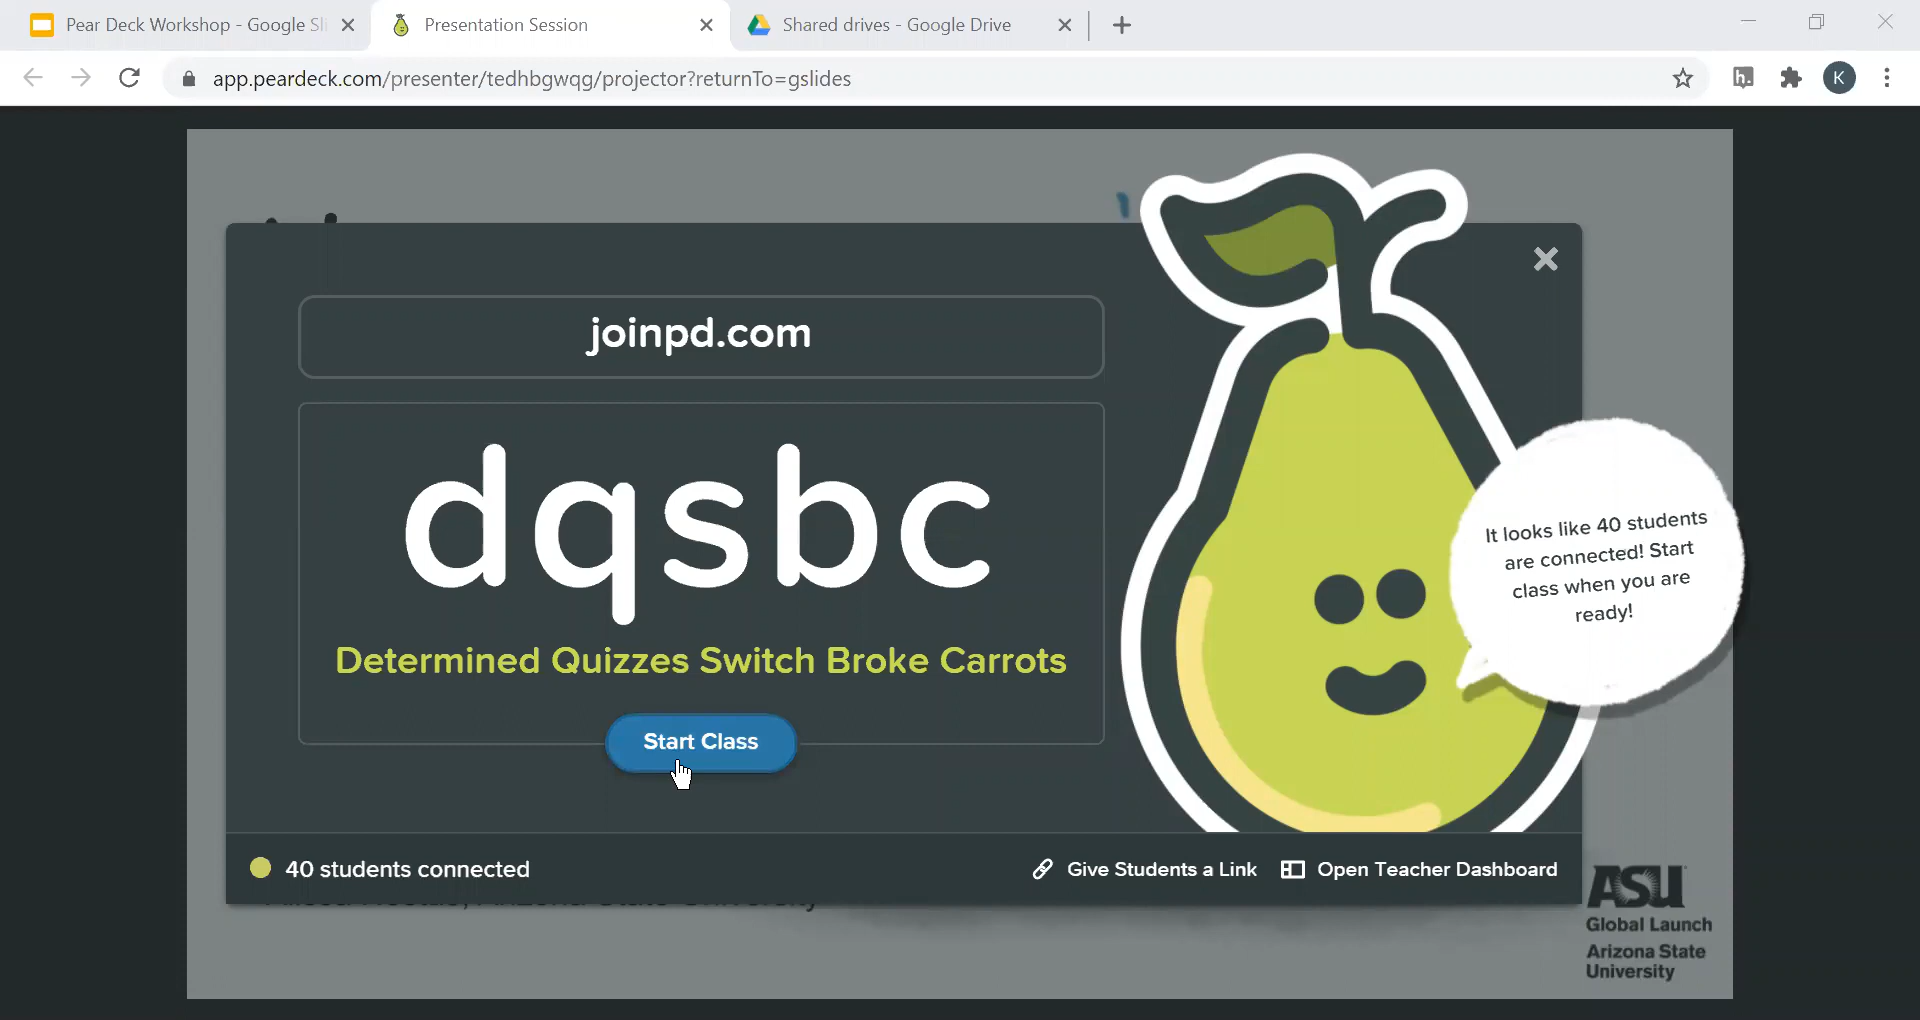 Pear Deck Workshop - Google Sli
Presentation Session
Shared drives - Google Drive
app.peardeck.com/presenter/tedhbgwqg/projector?returnTo=gslides
h.
K
joinpd.com
dqsbc
Determined Quizzes Switch Broke Carrots
Start Class
It looks like 40 students
are connected! Start
class when you are
ready!
40 students connected
Give Students a Link
Open Teacher Dashboard
ASU
Global Launch
Arizona State
University